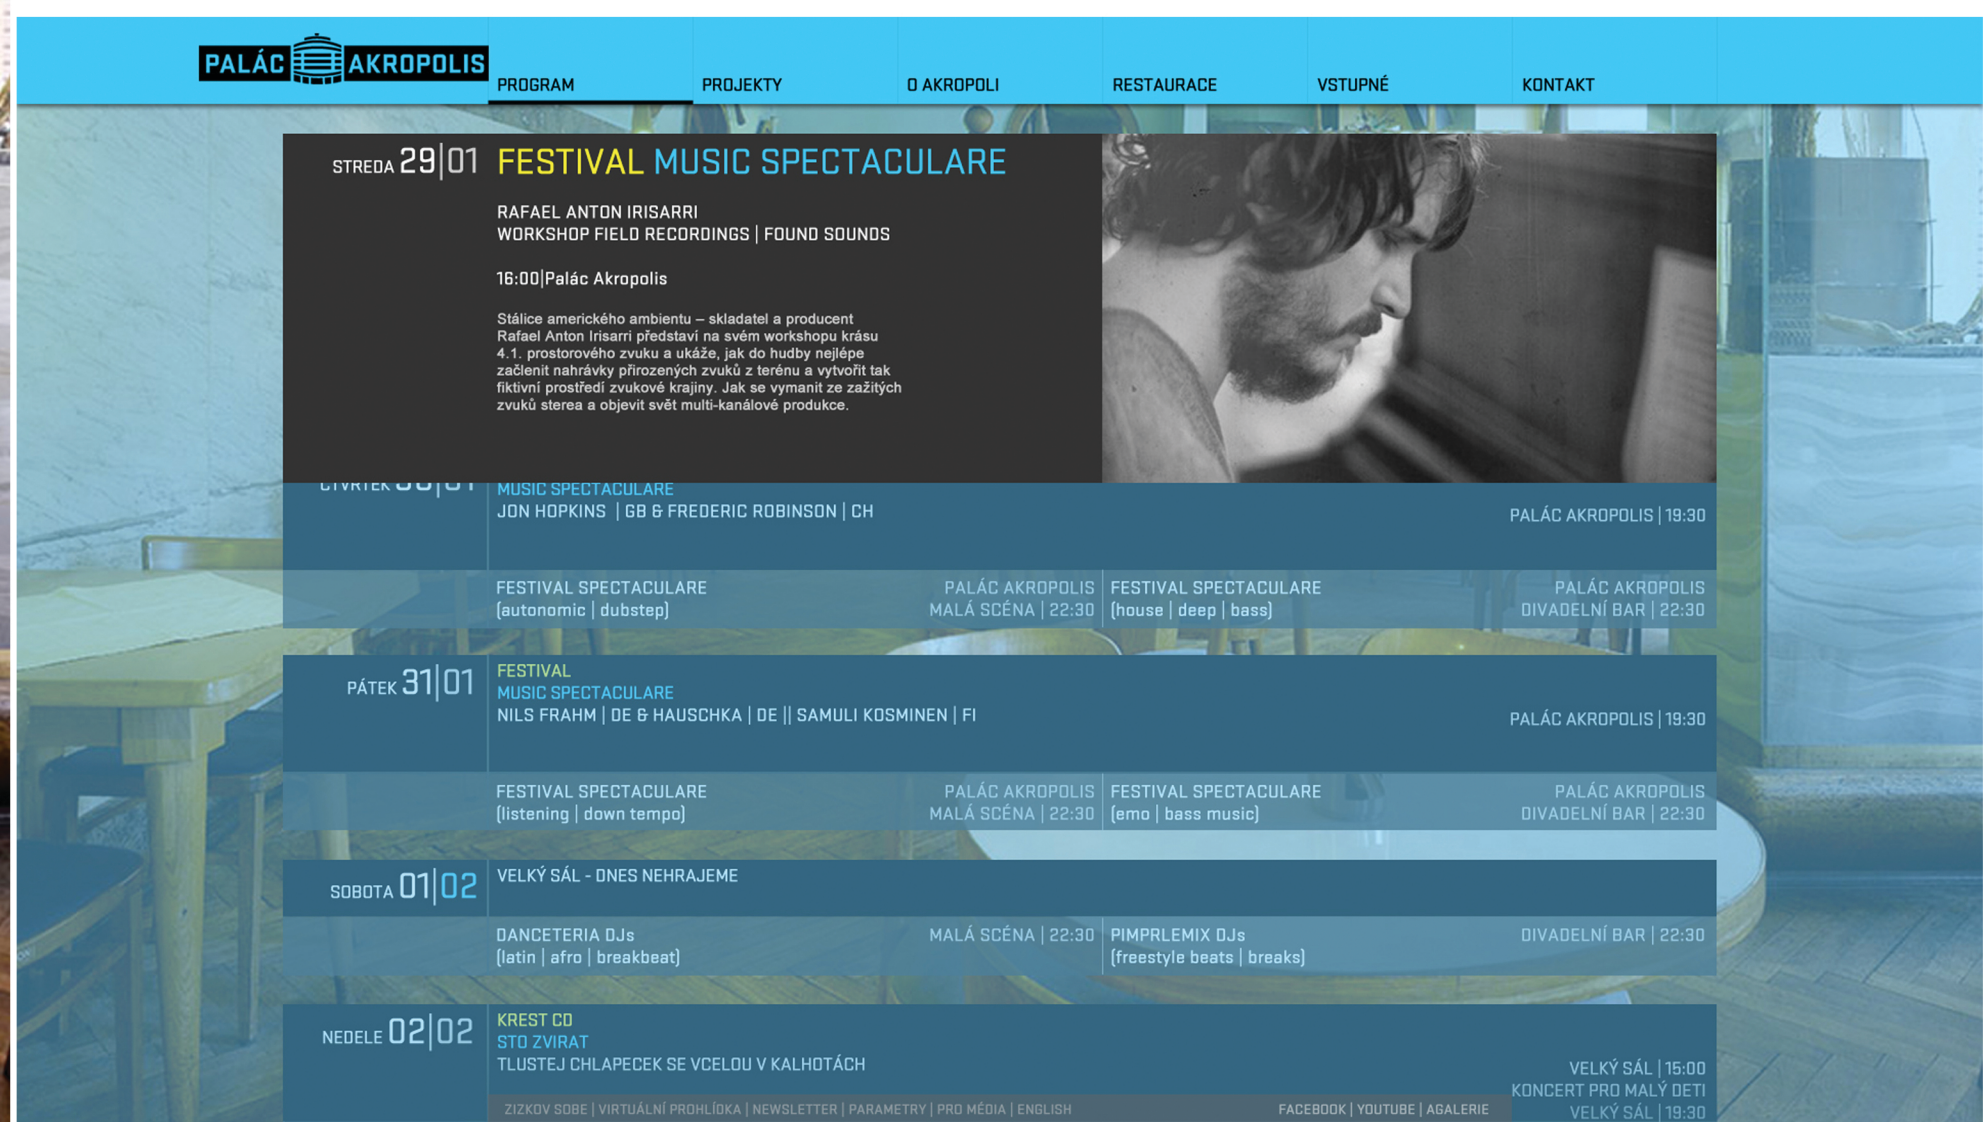 PALÁC AKROPOLIS
PROGRAM
PROJEKTY
O AKROPOLI
RESTAURACE
VSTUPNÉ
KONTAKT
STREDA 29|01
FESTIVAL MUSIC SPECTACULARE
RAFAEL ANTON IRISARRI
WORKSHOP FIELD RECORDINGS | FOUND SOUNDS
16:00|Palác Akropolis
Stálice amerického ambientu – skladatel a producent
Rafael Anton Irisarri představí na svém workshopu krásu
4.1. prostorového zvuku a ukáže, jak do hudby nejlépe
začlenit nahrávky přirozených zvuků z terénu a vytvořit tak
fiktivní prostředí zvukové krajiny. Jak se vymanit ze zažitých
zvuků sterea a objevit svět multi-kanálové produkce.
MUSIC SPECTACULARE
JON HOPKINS | GB & FREDERIC ROBINSON | CH
PALÁC AKROPOLIS | 19:30
FESTIVAL SPECTACULARE
(autonomic | dubstep)
PALÁC AKROPOLIS
MALÁ SCÉNA | 22:30
FESTIVAL SPECTACULARE
(house | deep | bass)
PALÁC AKROPOLIS
DIVADELNÍ BAR | 22:30
PÁTEK 31|01
FESTIVAL
MUSIC SPECTACULARE
NILS FRAHM | DE & HAUSCHKA | DE || SAMULI KOSMINEN | FI
PALÁC AKROPOLIS | 19:30
FESTIVAL SPECTACULARE
(listening | down tempo)
PALÁC AKROPOLIS
MALÁ SCÉNA | 22:30
FESTIVAL SPECTACULARE
(emo | bass music)
PALÁC AKROPOLIS
DIVADELNÍ BAR | 22:30
SOBOTA 01|02
VELKÝ SÁL - DNES NEHRAJEME
DANCETERIA DJs
(latin | afro | breakbeat)
MALÁ SCÉNA | 22:30
PIMPRLEMIX DJs
(freestyle beats | breaks)
DIVADELNÍ BAR | 22:30
NEDELE 02|02
KREST CD
STO ZVIRAT
TLUSTEJ CHLAPECEK SE VCELOU V KALHOTÁCH
VELKÝ SÁL | 15:00
KONCERT PRO MALÝ DETI
VELKÝ SÁL | 19:30
ZIZKOV SOBE | VIRTUÁLNÍ PROHLÍDKA | NEWSLETTER | PARAMETRY | PRO MÉDIA | ENGLISH
FACEBOOK | YOUTUBE | AGALERIE